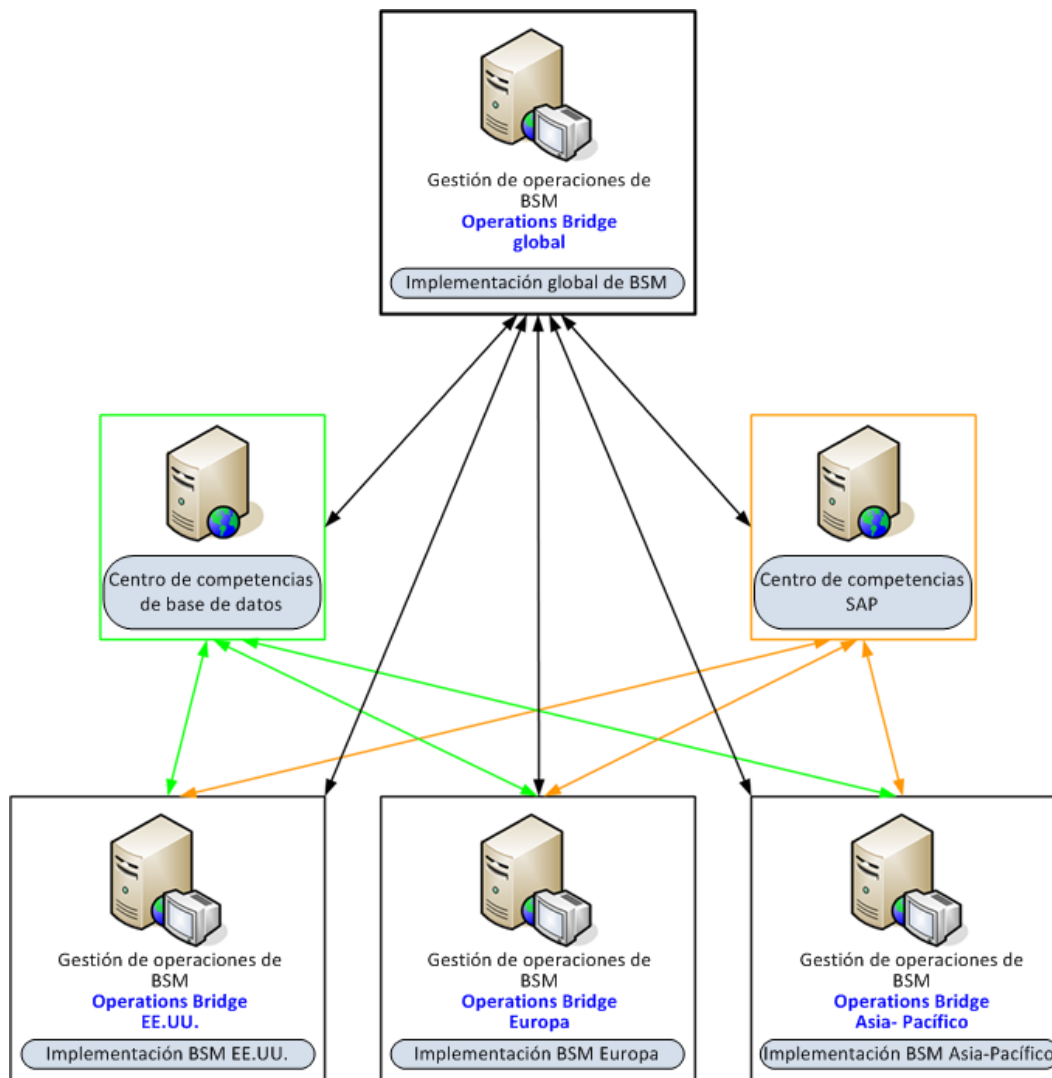 Gestión de operaciones de
BSM
Operations Bridge
global
Implementación global de BSM
Centro de competencias
de base de datos
Centro de competencias
SAP
Gestión de operaciones de
BSM
Operations Bridge
EE.UU.
Implementación BSM EE.UU.
Gestión de operaciones de
BSM
Operations Bridge
Europa
Implementación BSM Europa
Gestión de operaciones de
BSM
Operations Bridge
Asia- Pacífico
Implementación BSM Asia-Pacífico